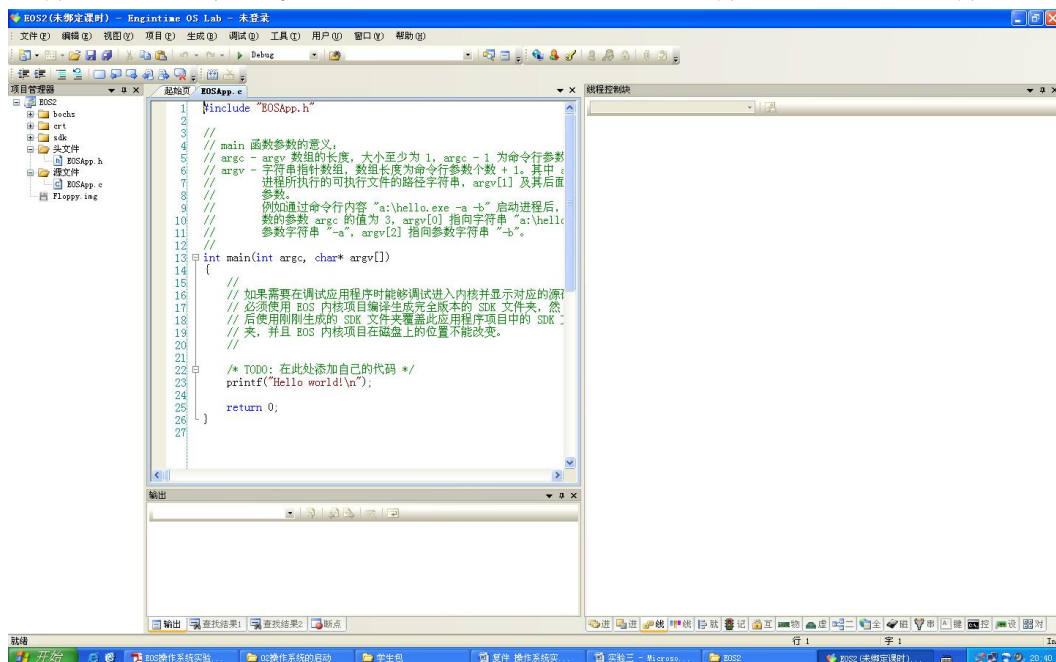 EOS2(未绑定课时) - Engintime OS Lab - 未登录
文件(F) 编辑(E) 视图(V) 项目(P) 生成(B) 调试(D) 工具(T) 用户(U) 窗口(W) 帮助(H)
Debug
项目管理器
EOS2
bochs
crt
sdk
头文件
EOSApp.h
源文件
EOSApp.c
Floppy.img
起始页 EOSApp.c
1 #include "EOSApp.h"
2
3 //
4 // main 函数参数的意义：
5 // argc - argv 数组的长度，大小至少为 1，argc - 1 为命令行参数
6 // argv - 字符串指针数组，数组长度为命令行参数个数 + 1。其中
7 // 进程所执行的可执行文件的路径字符串，argv[1] 及其后面
8 // 参数。
9 // 例如通过命令行内容 "a:\hello.exe -a -b" 启动进程后，
10 // 数的参数 argc 的值为 3，argv[0] 指向字符串 "a:\hello
11 // 参数字符串 "-a"，argv[2] 指向参数字符串 "-b"。
12 //
13 int main(int argc, char* argv[])
14 {
15 //
16 // 如果需要在调试应用程序时能够调试进入内核并显示对应的源
17 // 必须使用 EOS 内核项目编译生成完全版本的 SDK 文件夹，然
18 // 后使用刚刚生成的 SDK 文件夹覆盖此应用程序项目中的 SDK
19 // 夹，并且 EOS 内核项目在磁盘上的位置不能改变。
20 //
21
22 /* TODO: 在此处添加自己的代码 */
23 printf("Hello world!\n");
24
25 return 0;
26 }
27
线程控制块
输出
输出 查找结果1 查找结果2 断点
进 进 线 线 就 记 互 物 虚 二 全 扭 串 键 控 设 对
就绪 行 1 字 1 In
开始 EOS操作系统实验... 02操作系统的启动 学生包 复件 操作系统实... 实验三 - Microso... EOS2 EOS2(未绑定课时)... 20:40